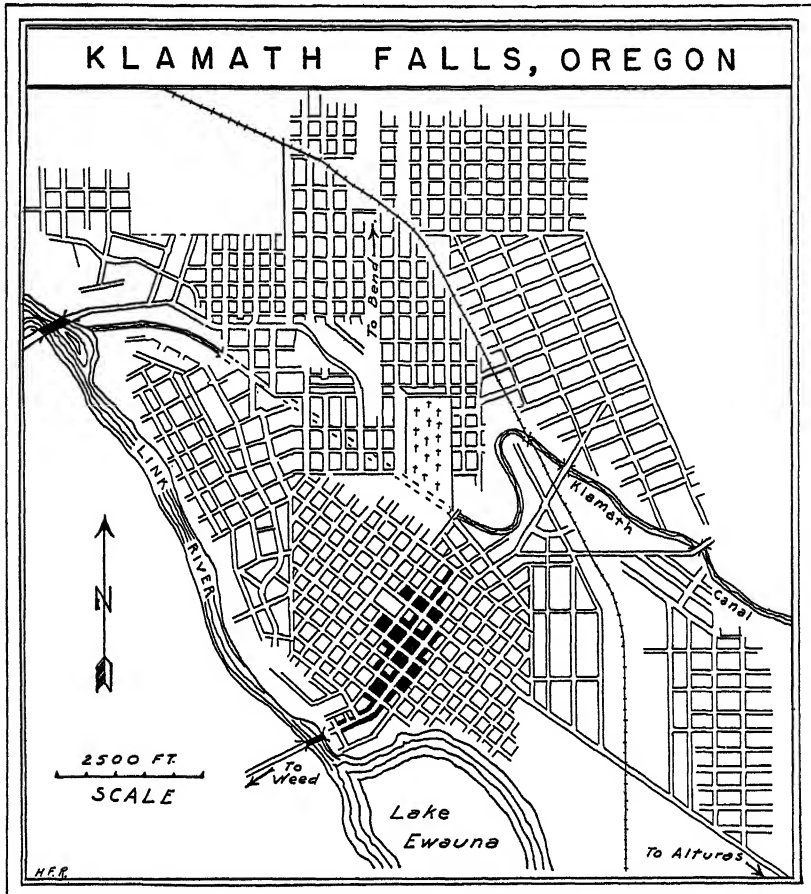 KLAMATH FALLS, OREGON
To Bend
LINK
RIVER
Klamath
Canal
N
2500 FT.
SCALE
To
Weed
Lake
Ewauna
To Alturas
H.F.R.